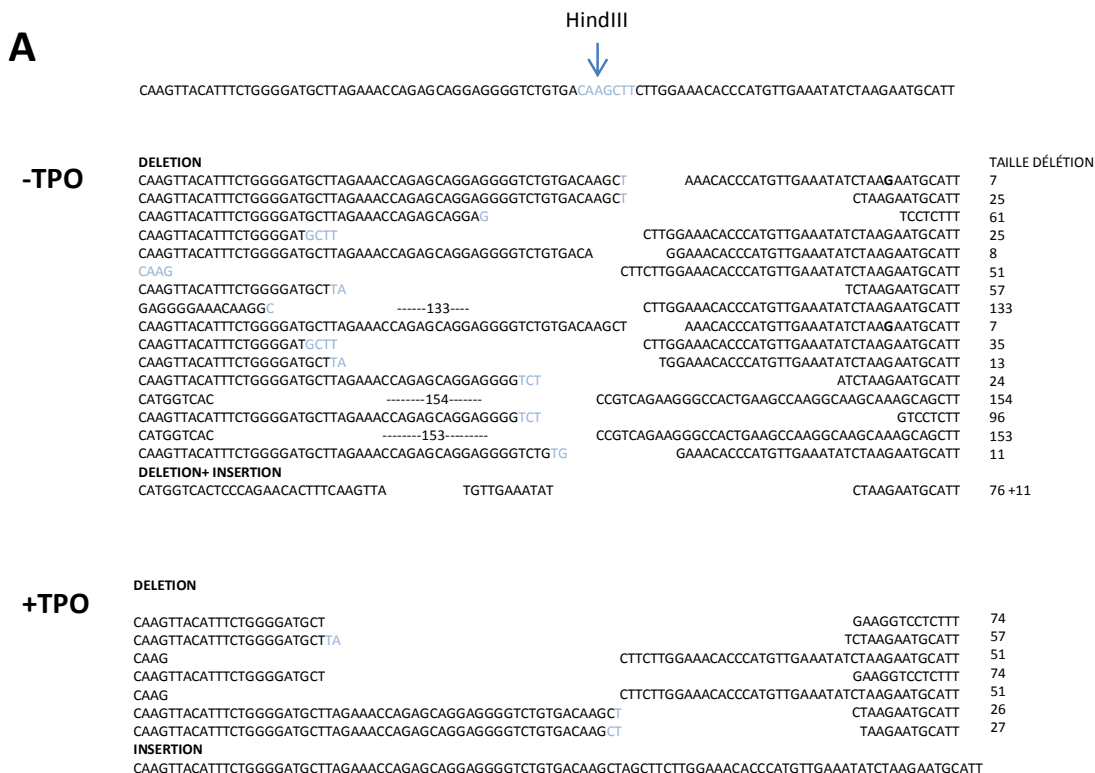 HindIII
A
CAAGTTACATTTCTGGGGATGCTTAGAAACCAGAGCAGGAGGGGTCTGTGACAAGCTTCTTGGAAACACCCATGTTGAAATATCTAAGAATGCATT
DELETION TAILLE DÉLÉTION
-TPO
CAAGTTACATTTCTGGGGATGCTTAGAAACCAGAGCAGGAGGGGTCTGTGACAAGCT AAACACCCATGTTGAAATATCTAAGAATGCATT 7
CAAGTTACATTTCTGGGGATGCTTAGAAACCAGAGCAGGAGGGGTCTGTGACAAGCT CTAAGAATGCATT 25
CAAGTTACATTTCTGGGGATGCTTAGAAACCAGAGCAGGAG TCCTCTTT 61
CAAGTTACATTTCTGGGGATGCTT CTTGGAAACACCCATGTTGAAATATCTAAGAATGCATT 25
CAAGTTACATTTCTGGGGATGCTTAGAAACCAGAGCAGGAGGGGTCTGTGACA GGAAACACCCATGTTGAAATATCTAAGAATGCATT 8
CAAG CTTCTTGGAAACACCCATGTTGAAATATCTAAGAATGCATT 51
CAAGTTACATTTCTGGGGATGCTTA TCTAAGAATGCATT 57
GAGGGGAAACAAGGC ------133---- CTTGGAAACACCCATGTTGAAATATCTAAGAATGCATT 133
CAAGTTACATTTCTGGGGATGCTTAGAAACCAGAGCAGGAGGGGTCTGTGACAAGCT AAACACCCATGTTGAAATATCTAAGAATGCATT 7
CAAGTTACATTTCTGGGGATGCTT CTTGGAAACACCCATGTTGAAATATCTAAGAATGCATT 35
CAAGTTACATTTCTGGGGATGCTTA TGGAAACACCCATGTTGAAATATCTAAGAATGCATT 13
CAAGTTACATTTCTGGGGATGCTTAGAAACCAGAGCAGGAGGGGTCT ATCTAAGAATGCATT 24
CATGGTCAC --------154------- CCGTCAGAAGGGCCACTGAAGCCAAGGCAAGCAAAGCAGCTT 154
CAAGTTACATTTCTGGGGATGCTTAGAAACCAGAGCAGGAGGGGTCT GTCCTCTT 96
CATGGTCAC --------153--------- CCGTCAGAAGGGCCACTGAAGCCAAGGCAAGCAAAGCAGCTT 153
CAAGTTACATTTCTGGGGATGCTTAGAAACCAGAGCAGGAGGGGTCTGTG GAAACACCCATGTTGAAATATCTAAGAATGCATT 11
DELETION+ INSERTION
CATGGTCACTCCCAGAACACTTTCAAGTTA TGTTGAAATAT CTAAGAATGCATT 76 +11
DELETION
+TPO
CAAGTTACATTTCTGGGGATGCT GAAGGTCCTCTTT 74
CAAGTTACATTTCTGGGGATGCTTA TCTAAGAATGCATT 57
CAAG CTTCTTGGAAACACCCATGTTGAAATATCTAAGAATGCATT 51
CAAGTTACATTTCTGGGGATGCT GAAGGTCCTCTTT 74
CAAG CTTCTTGGAAACACCCATGTTGAAATATCTAAGAATGCATT 51
CAAGTTACATTTCTGGGGATGCTTAGAAACCAGAGCAGGAGGGGTCTGTGACAAGCT CTAAGAATGCATT 26
CAAGTTACATTTCTGGGGATGCTTAGAAACCAGAGCAGGAGGGGTCTGTGACAAGCT TAAGAATGCATT 27
INSERTION
CAAGTTACATTTCTGGGGATGCTTAGAAACCAGAGCAGGAGGGGTCTGTGACAAGCTAGCTTCTTGGAAACACCCATGTTGAAATATCTAAGAATGCATT